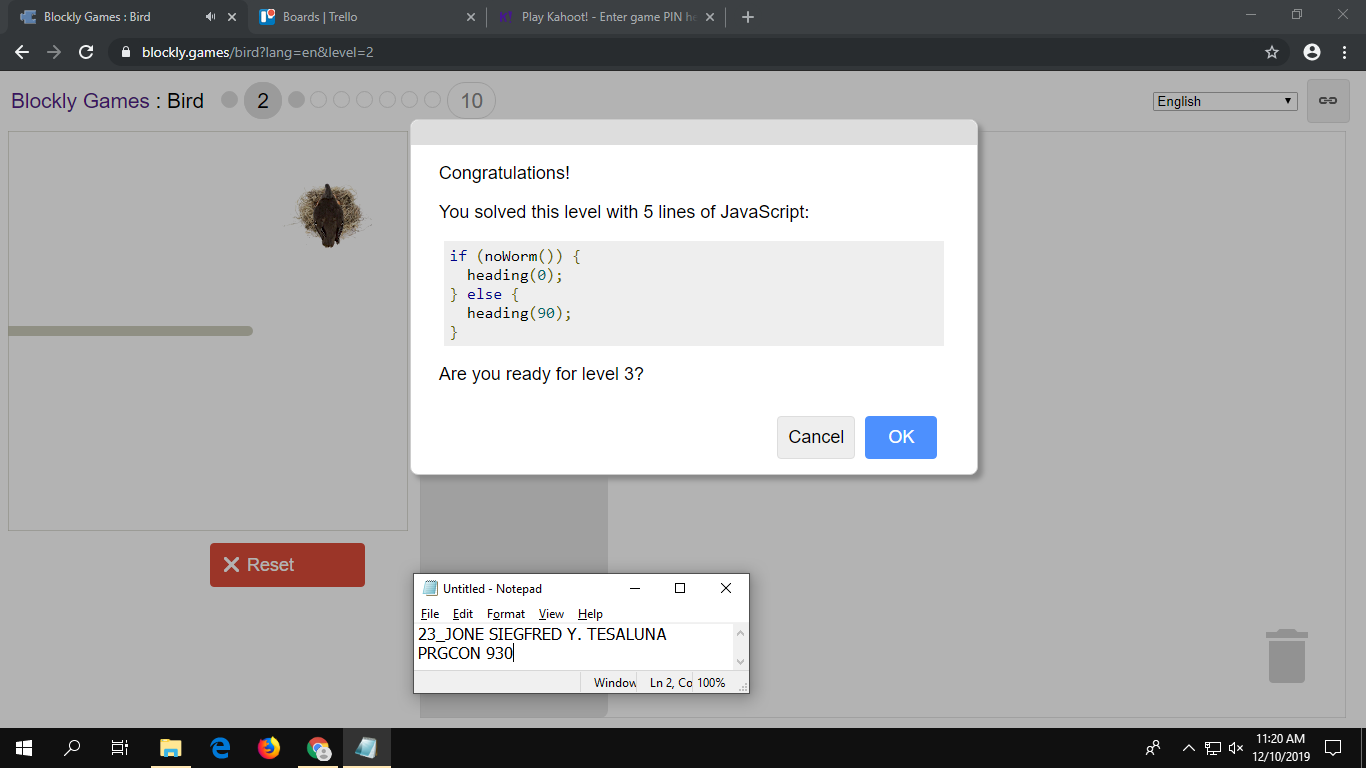 Blockly Games : Bird
Boards | Trello
Play Kahoot! - Enter game PIN he
blockly.games/bird?lang=en&level=2
Blockly Games : Bird
2
10
English
Congratulations!
You solved this level with 5 lines of JavaScript:
if (noWorm()) {
  heading(0);
} else {
  heading(90);
}
Are you ready for level 3?
Cancel
OK
Reset
Untitled - Notepad
File Edit Format View Help
23_JONE SIEGFRED Y. TESALUNA
PRGCON 930
Window Ln 2, Co 100%
11:20 AM
12/10/2019